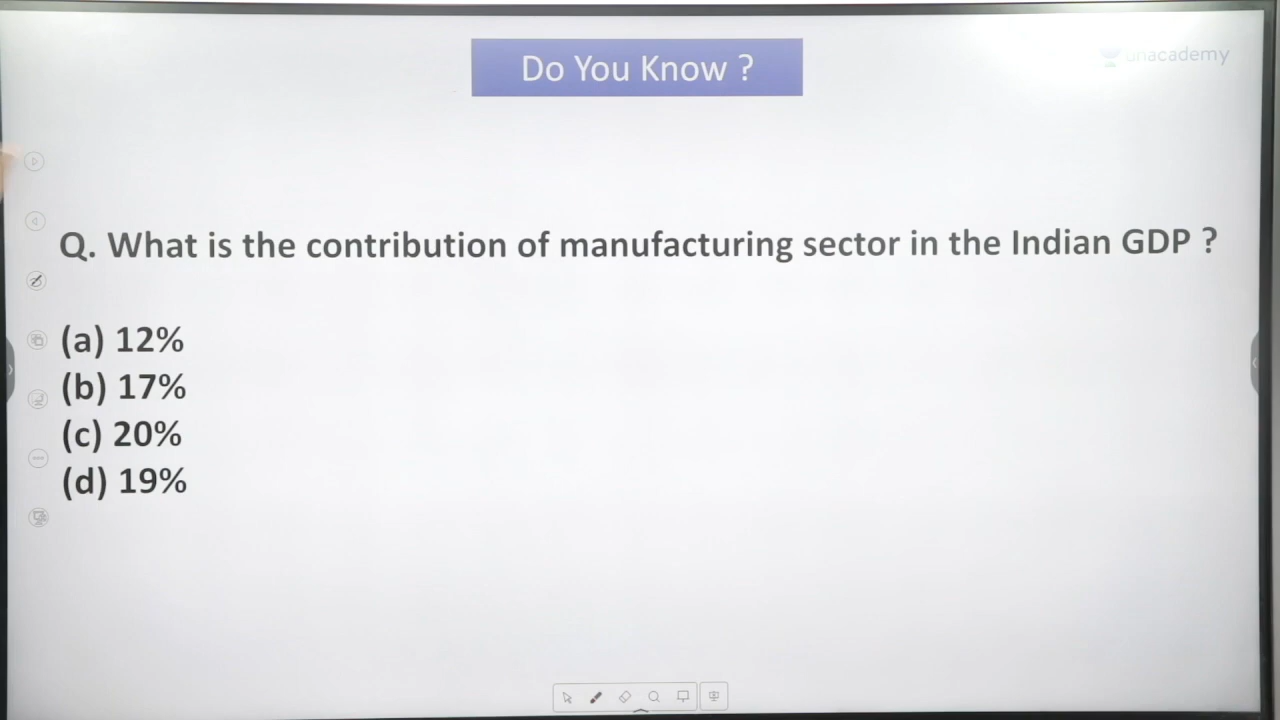 Do You Know ?
unacademy
Q. What is the contribution of manufacturing sector in the Indian GDP ?
(a) 12%
(b) 17%
(c) 20%
(d) 19%